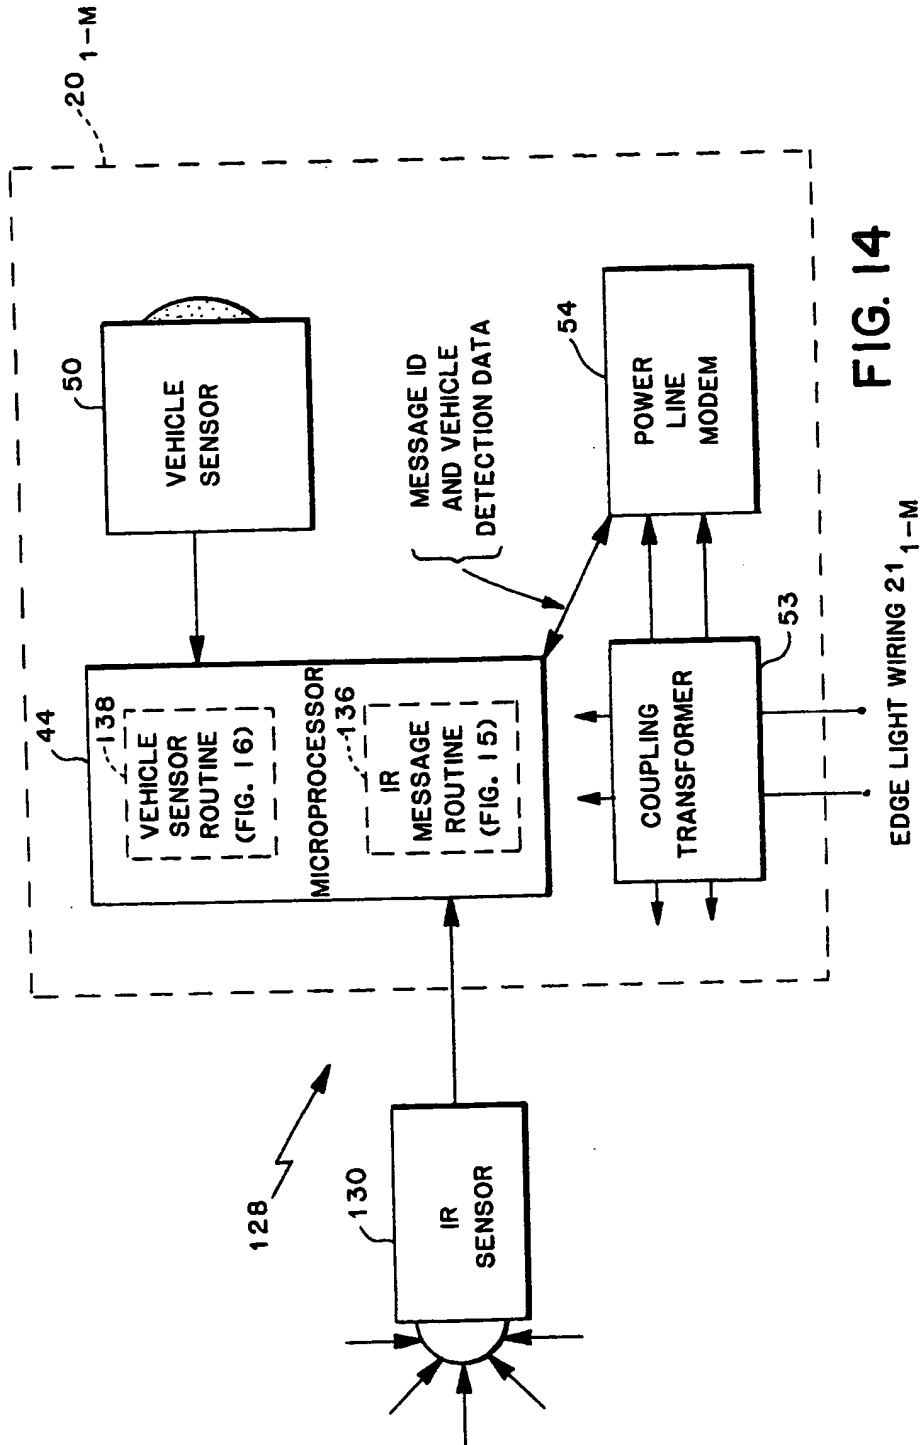 20 1-M
50
VEHICLE
SENSOR
44
138
VEHICLE
SENSOR
ROUTINE
(FIG. 16)
MICROPROCESSOR
136
IR
MESSAGE
ROUTINE
(FIG. 15)
MESSAGE ID
AND VEHICLE
DETECTION DATA
54
POWER
LINE
MODEM
COUPLING
TRANSFORMER
53
EDGE LIGHT WIRING 21 1-M
128
130
IR
SENSOR
FIG. 14